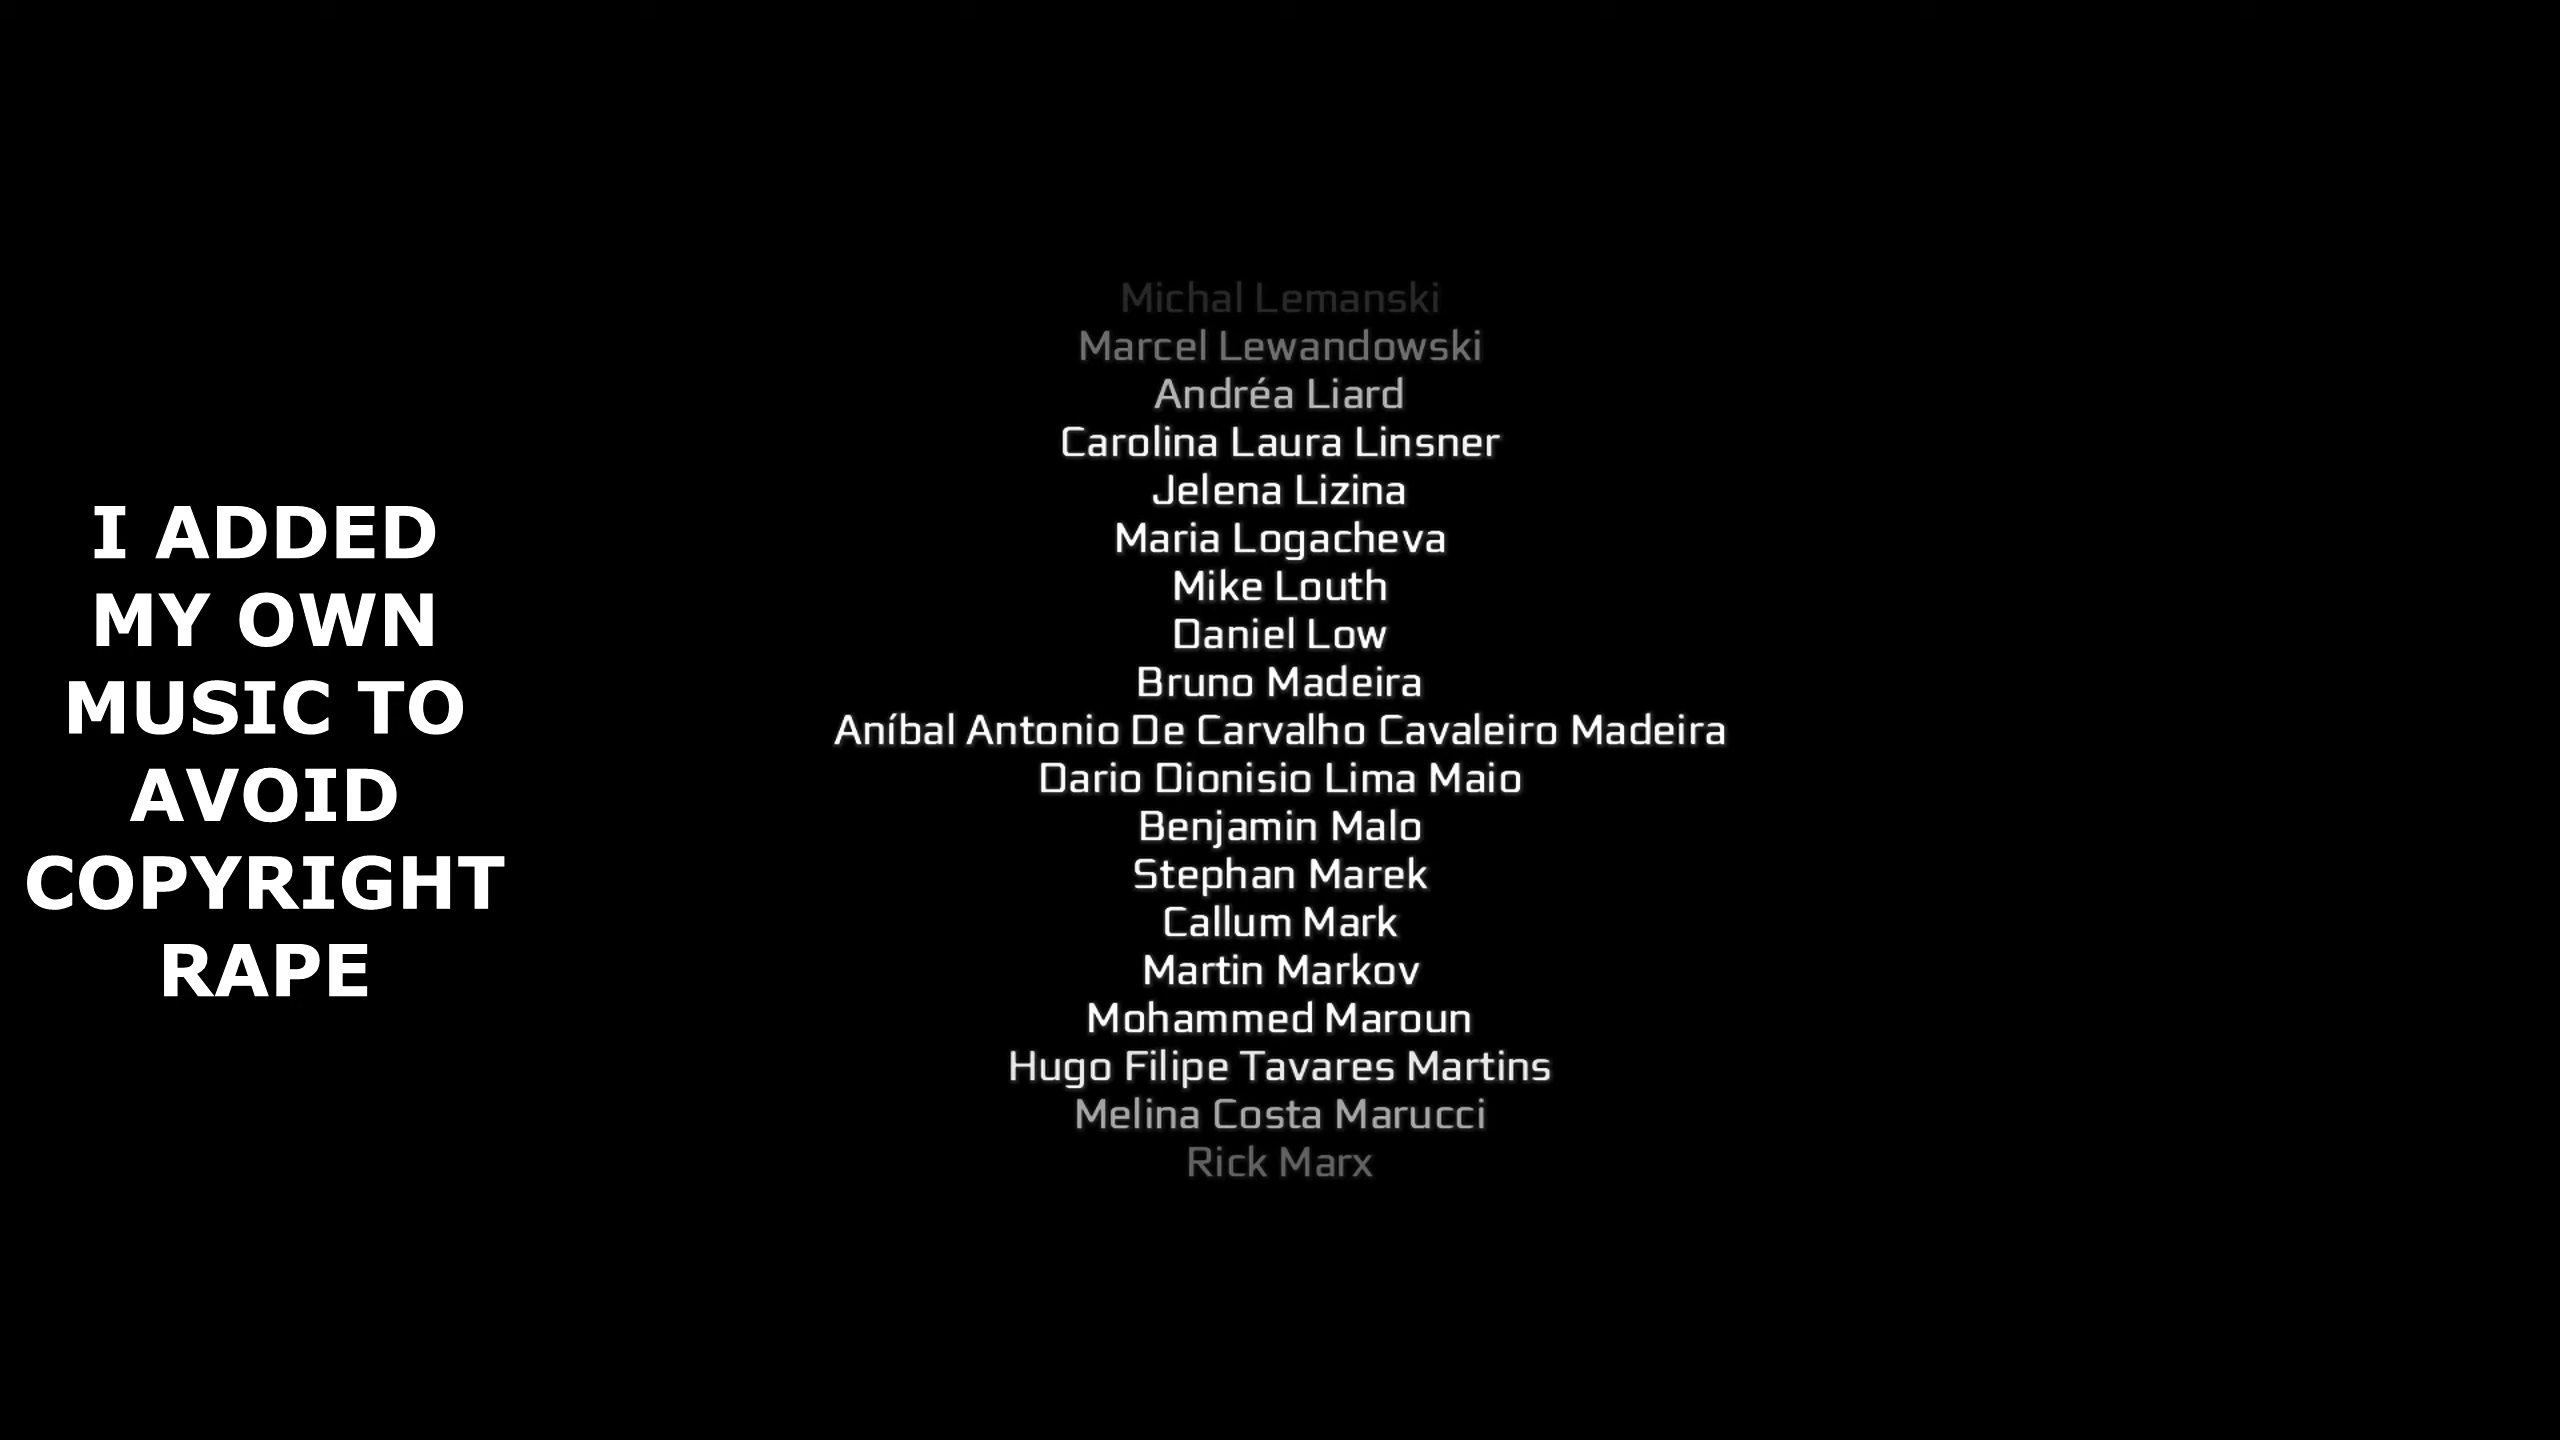 I ADDED
MY OWN
MUSIC TO
AVOID
COPYRIGHT
RAPE
Michal Lemanski
Marcel Lewandowski
Andréa Liard
Carolina Laura Linsner
Jelena Lizina
Maria Logacheva
Mike Louth
Daniel Low
Bruno Madeira
Aníbal Antonio De Carvalho Cavaleiro Madeira
Dario Dionisio Lima Maio
Benjamin Malo
Stephan Marek
Callum Mark
Martin Markov
Mohammed Maroun
Hugo Filipe Tavares Martins
Melina Costa Marucci
Rick Marx